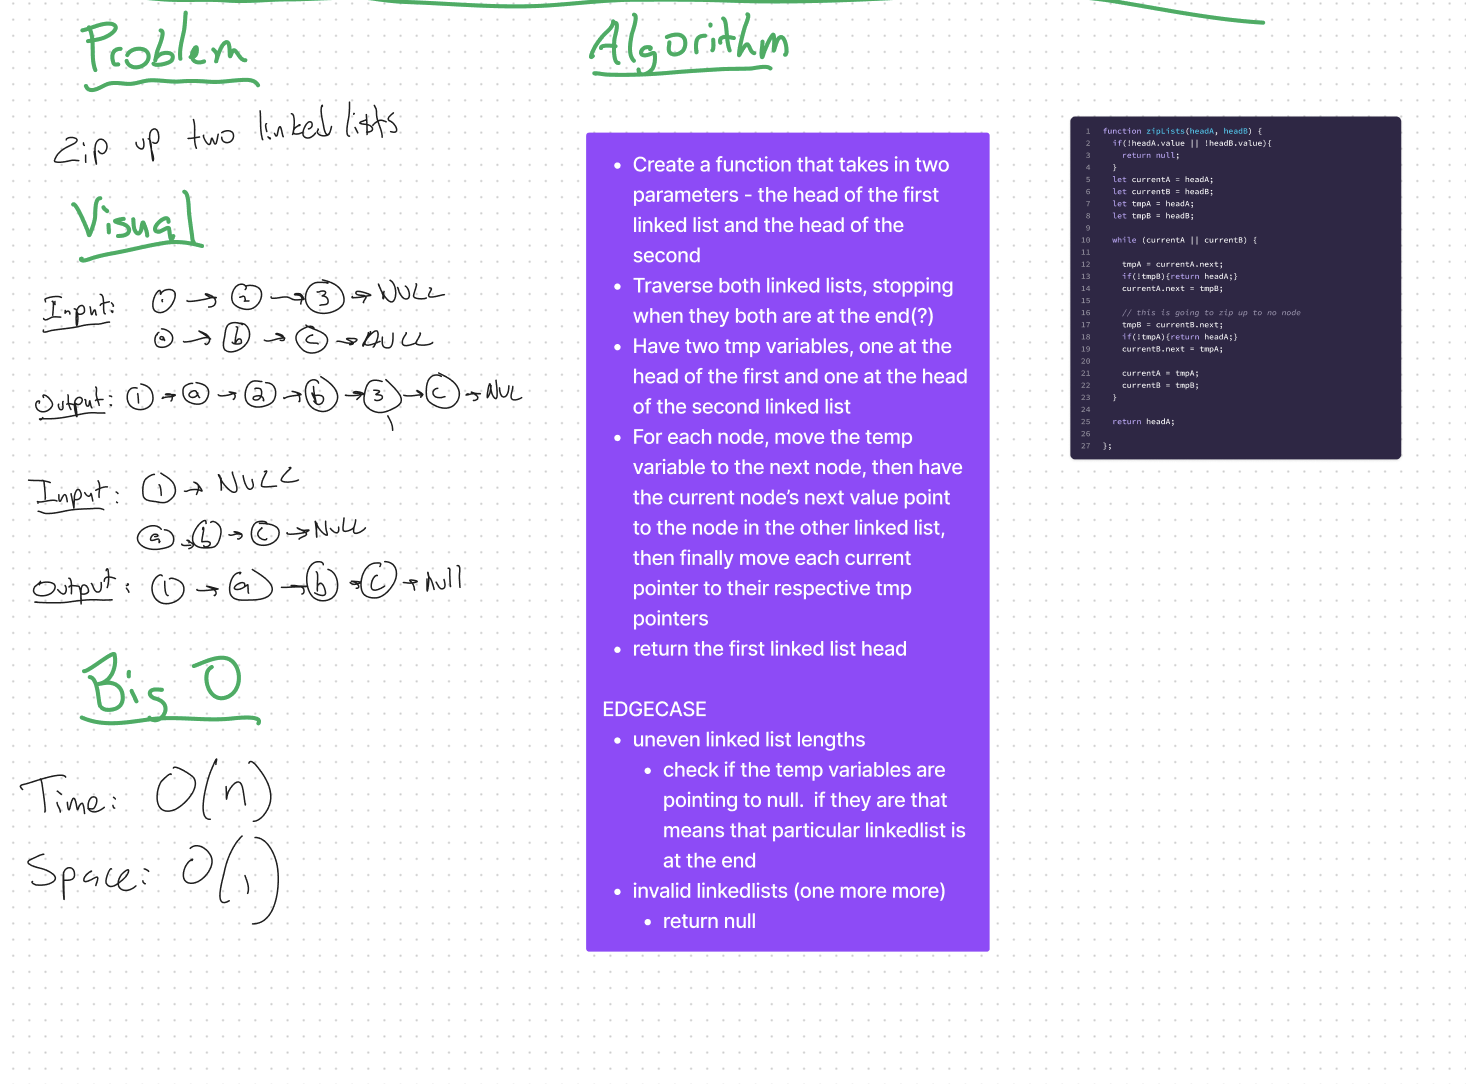 Problem
Zip up two linked lists
Visual
Input: 1 → 2 → 3 → NULL
a → b → c → NULL
Output: 1 → a → 2 → b → 3 → c → NUL
Input: 1 → NULL
a → b → c → NULL
Output: 1 → a → b → c → null
Big O
Time: O(n)
Space: O(1)
Algorithm
• Create a function that takes in two
parameters - the head of the first
linked list and the head of the
second
• Traverse both linked lists, stopping
when they both are at the end(?)
• Have two tmp variables, one at the
head of the first and one at the head
of the second linked list
• For each node, move the temp
variable to the next node, then have
the current node's next value point
to the node in the other linked list,
then finally move each current
pointer to their respective tmp
pointers
• return the first linked list head
EDGECASE
• uneven linked list lengths
• check if the temp variables are
pointing to null.  if they are that
means that particular linkedlist is
at the end
• invalid linkedlists (one more more)
• return null
1 function zipLists(headA, headB) {
2 if(!headA.value || !headB.value){
3 return null;
4 }
5 let currentA = headA;
6 let currentB = headB;
7 let tmpA = headA;
8 let tmpB = headB;
9
10 while (currentA || currentB) {
11
12 tmpA = currentA.next;
13 if(!tmpB){return headA;}
14 currentA.next = tmpB;
15
16 // this is going to zip up to no node
17 tmpB = currentB.next;
18 if(!tmpA){return headA;}
19 currentB.next = tmpA;
20
21 currentA = tmpA;
22 currentB = tmpB;
23 }
24
25 return headA;
26
27 };